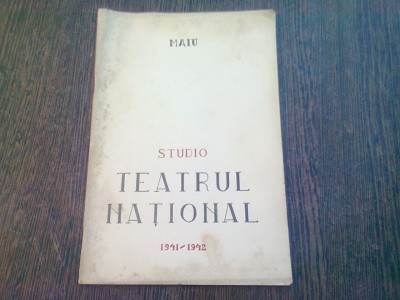 MAIU
STUDIO
TEATRUL
NAȚIONAL
1941-1942